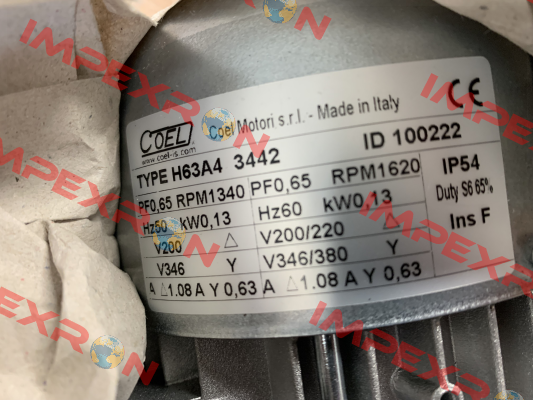 COEL
www.coel-is.com
Coel Motori s.r.l. - Made in Italy
CE
TYPE H63A4 3442 ID 100222
PF0,65 RPM1340 PF0,65 RPM1620 IP54
Hz50 kW0,13 Hz60 kW0,13 Duty S6 65%
V200 △ V200/220 △ Ins F
V346 Y V346/380 Y
A △1.08 A Y 0,63 A △1.08 A Y 0,63
IMPEXRON
IMPEXRON
IMPEXRON
IMPEXRON